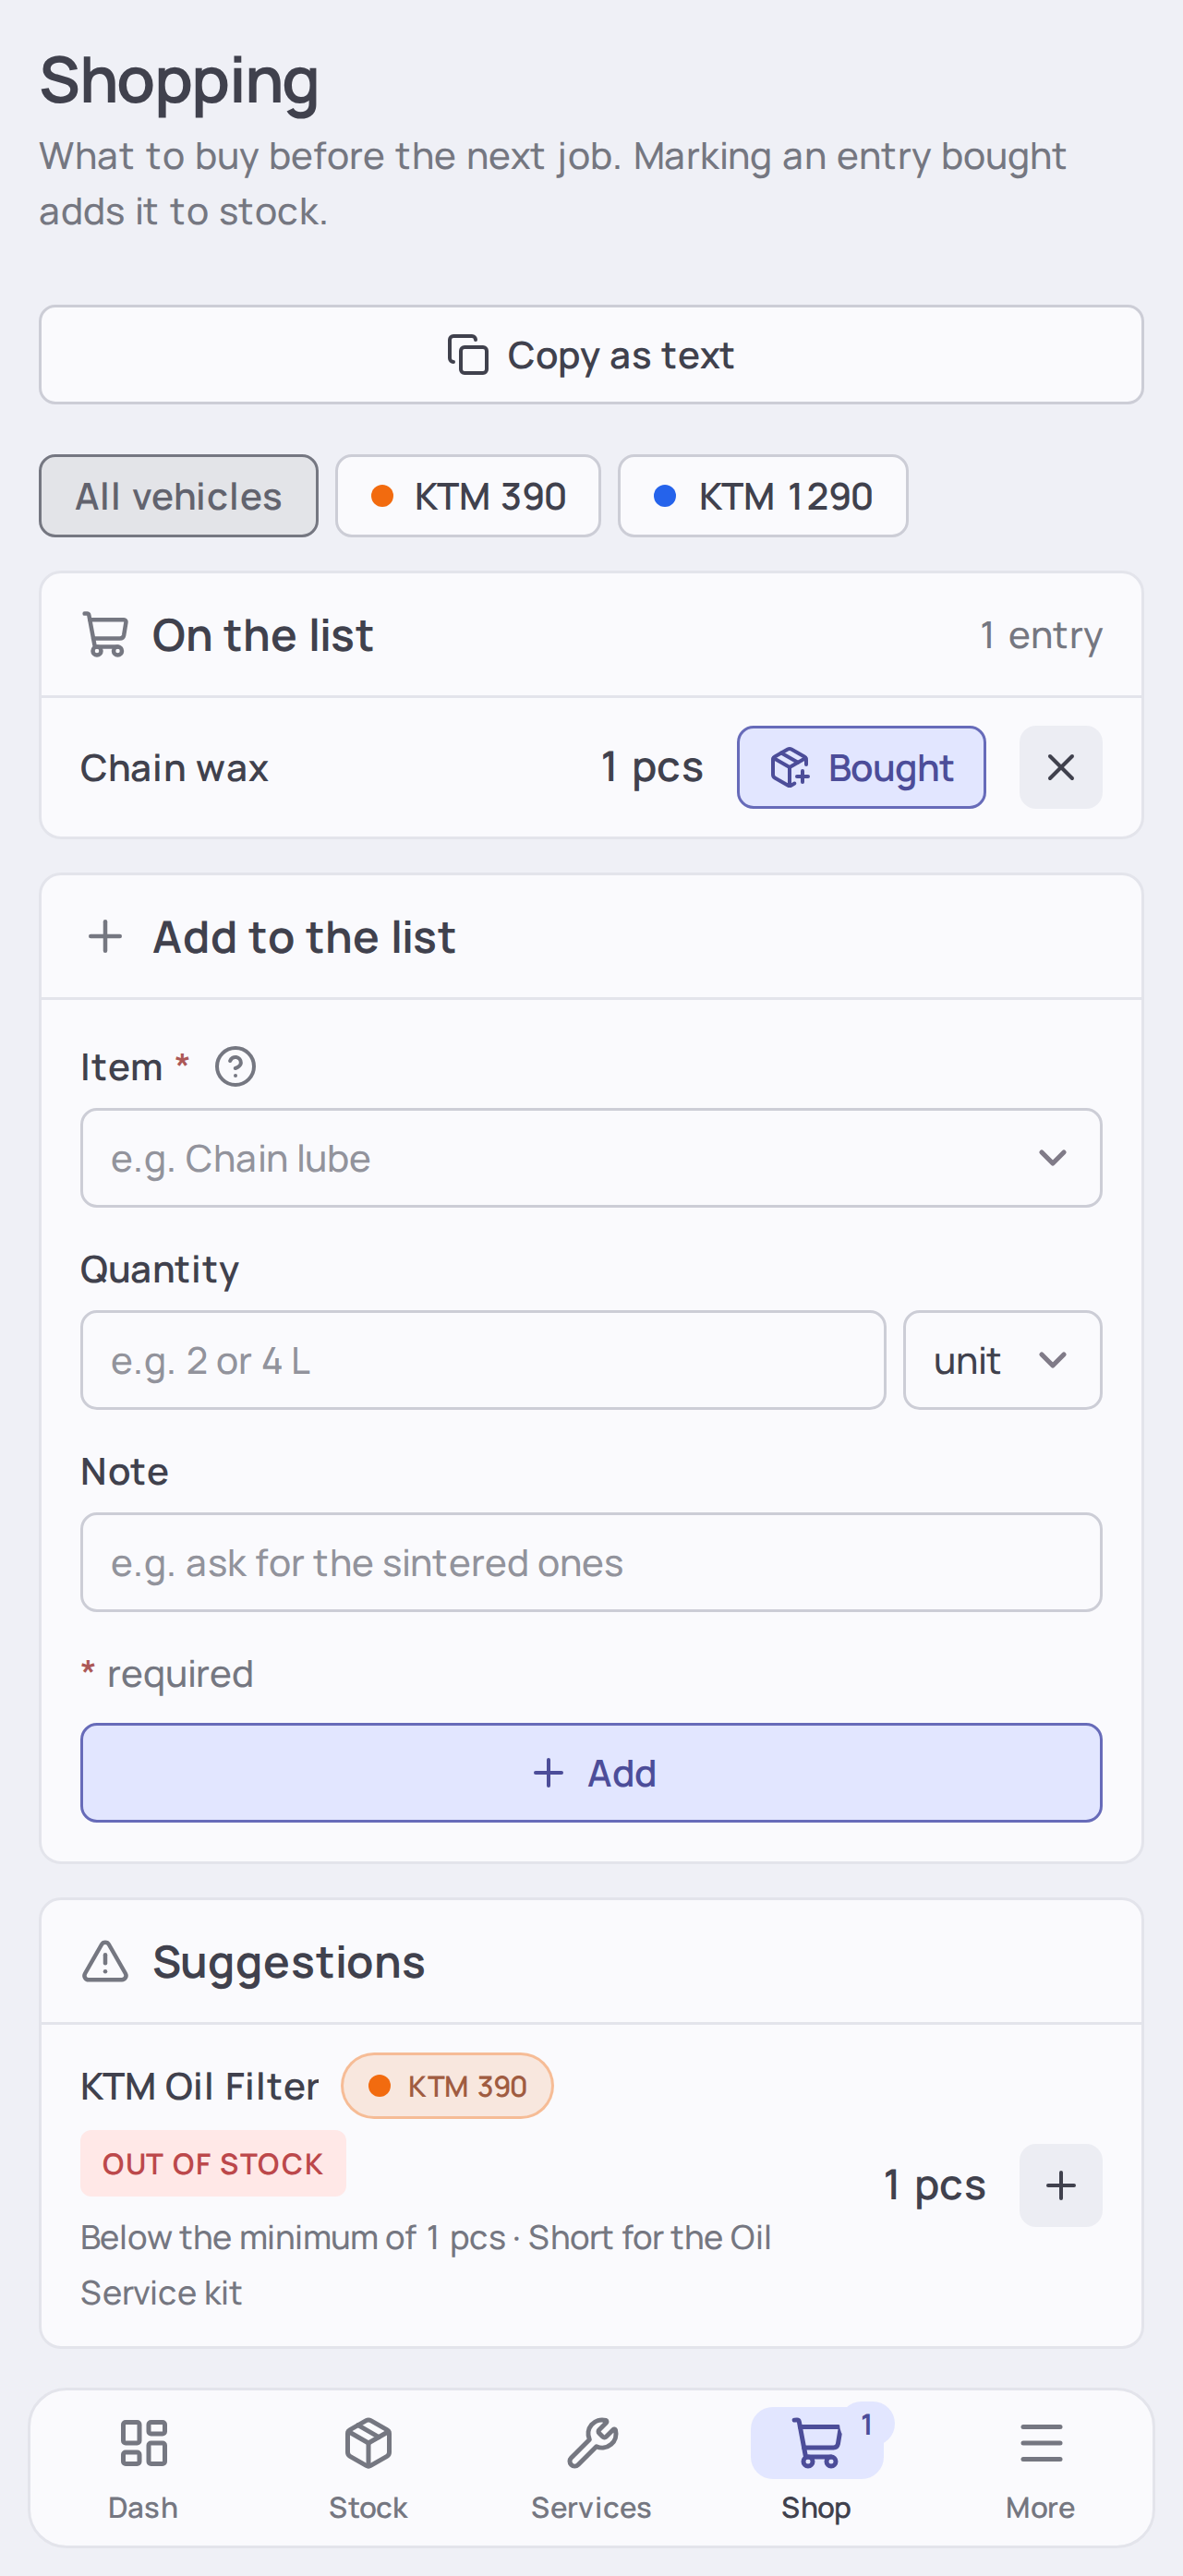 Shopping
What to buy before the next job. Marking an entry bought
adds it to stock.
Copy as text
All vehicles
KTM 390
KTM 1290
On the list
1 entry
Chain wax
1 pcs
Bought
Add to the list
Item *
e.g. Chain lube
Quantity
e.g. 2 or 4 L
unit
Note
e.g. ask for the sintered ones
* required
Add
Suggestions
KTM Oil Filter
KTM 390
OUT OF STOCK
1 pcs
Below the minimum of 1 pcs · Short for the Oil
Service kit
1
Dash
Stock
Services
Shop
More